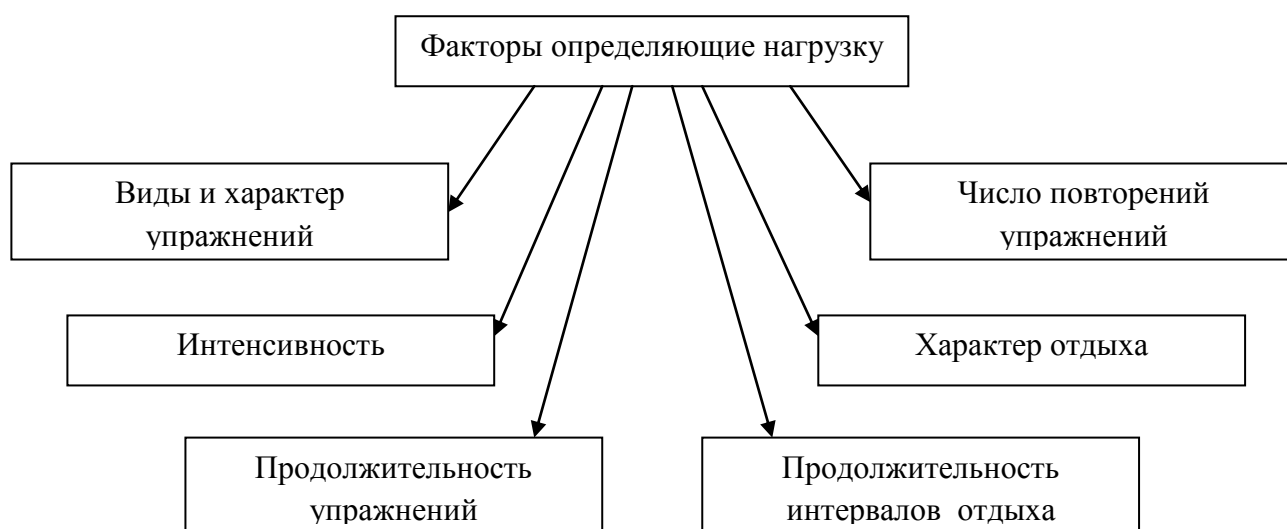 Факторы определяющие нагрузку
Виды и характер
упражнений
Число повторений
упражнений
Интенсивность
Характер отдыха
Продолжительность
упражнений
Продолжительность
интервалов отдыха